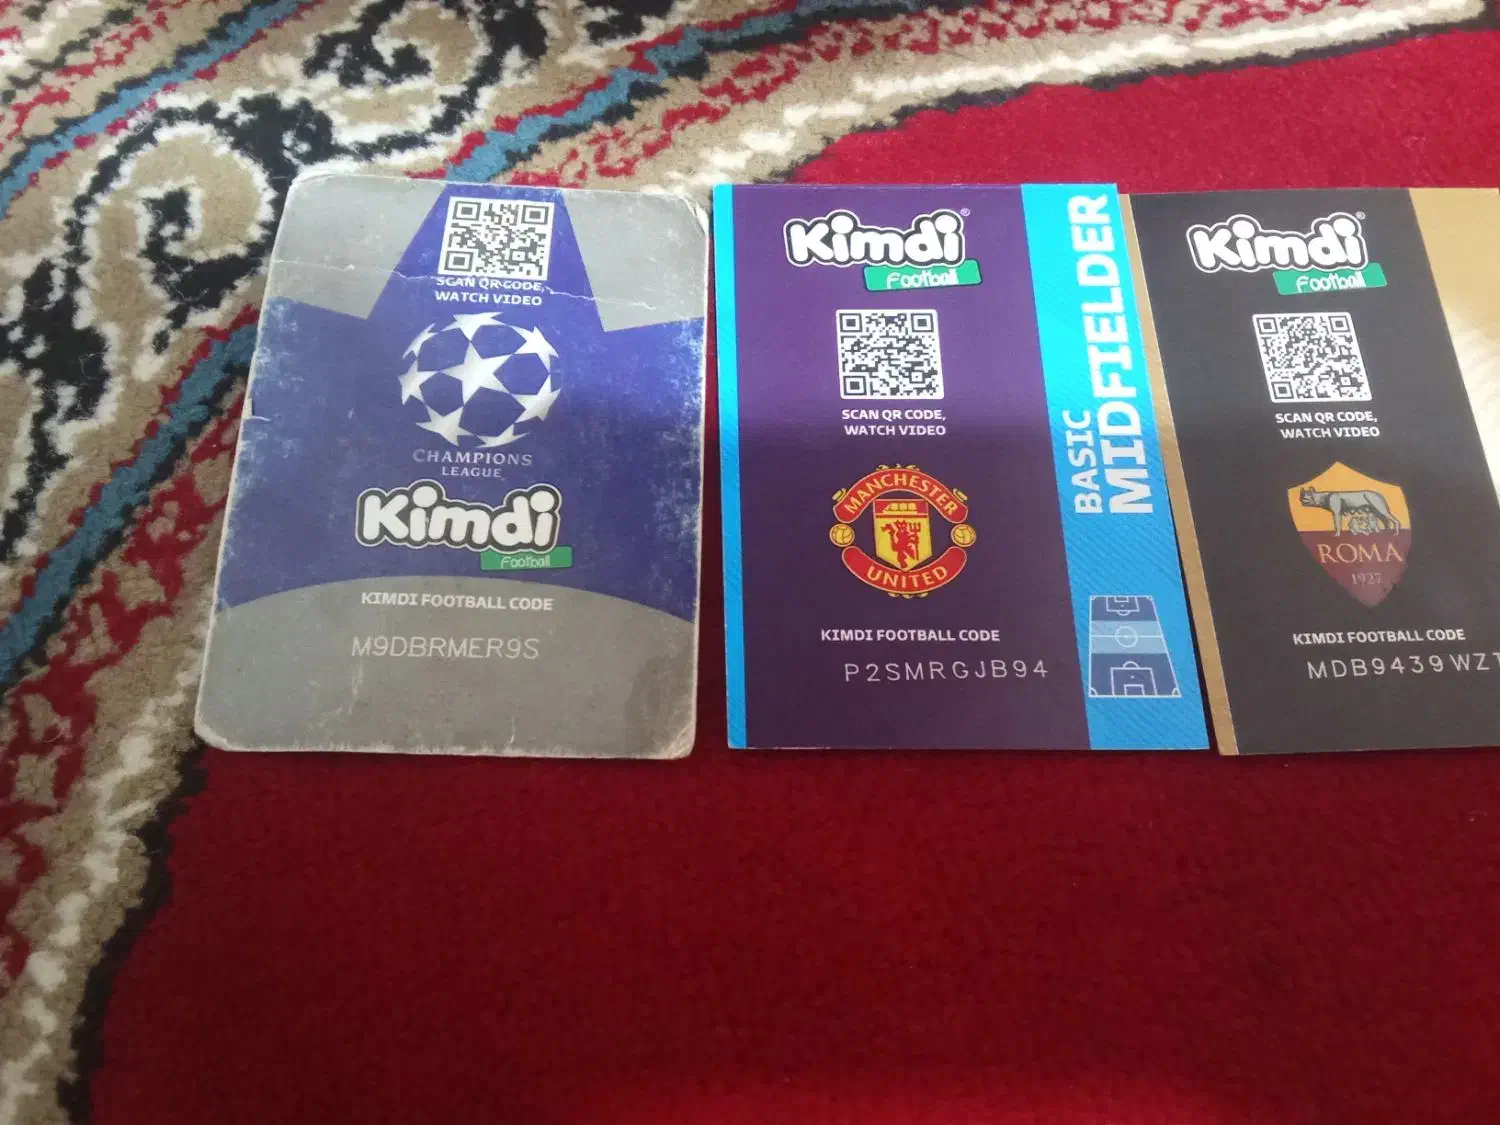 SCAN QR CODE,
WATCH VIDEO
CHAMPIONS
LEAGUE
Kimdi
Football
KIMDI FOOTBALL CODE
M9DBRMER9S
Kimdi®
Football
SCAN QR CODE,
WATCH VIDEO
MANCHESTER
UNITED
KIMDI FOOTBALL CODE
P2SMRGJB94
BASIC
MIDFIELDER
Kimdi®
Football
SCAN QR CODE,
WATCH VIDEO
ROMA
1927
KIMDI FOOTBALL CODE
MDB9439WZT